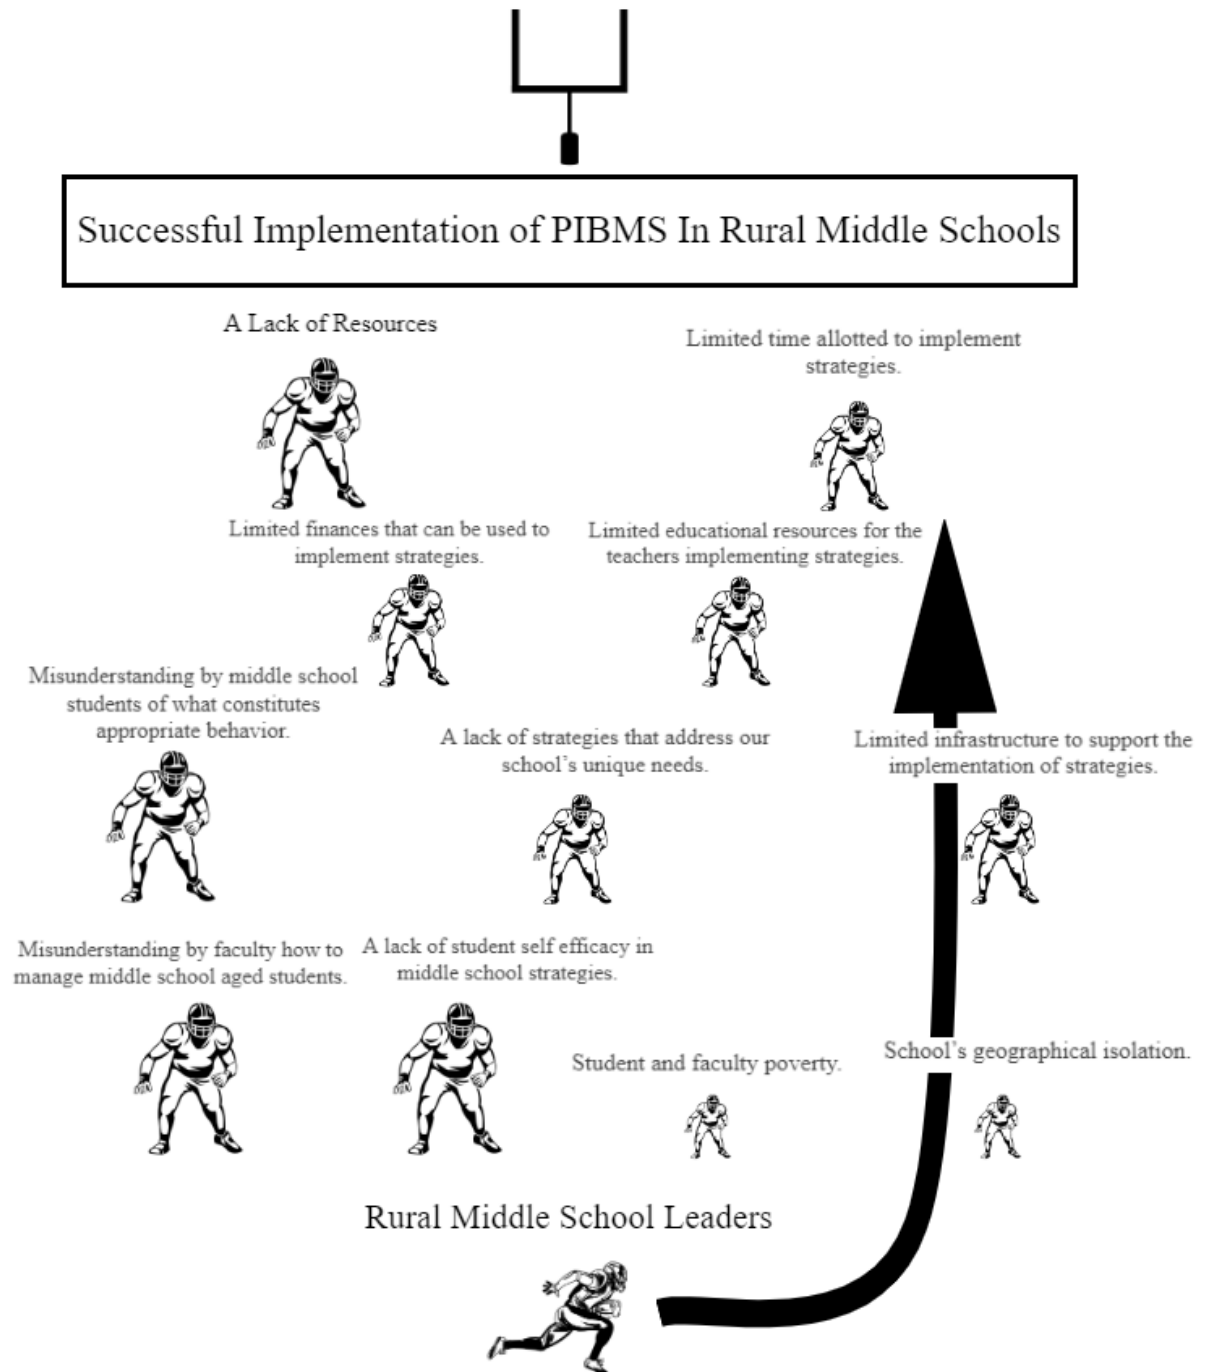 Successful Implementation of PIBMS In Rural Middle Schools
A Lack of Resources
Limited time allotted to implement
strategies.
Limited finances that can be used to
implement strategies.
Limited educational resources for the
teachers implementing strategies.
Misunderstanding by middle school
students of what constitutes
appropriate behavior.
A lack of strategies that address our
school’s unique needs.
Limited infrastructure to support the
implementation of strategies.
Misunderstanding by faculty how to
manage middle school aged students.
A lack of student self efficacy in
middle school strategies.
Student and faculty poverty.
School’s geographical isolation.
Rural Middle School Leaders